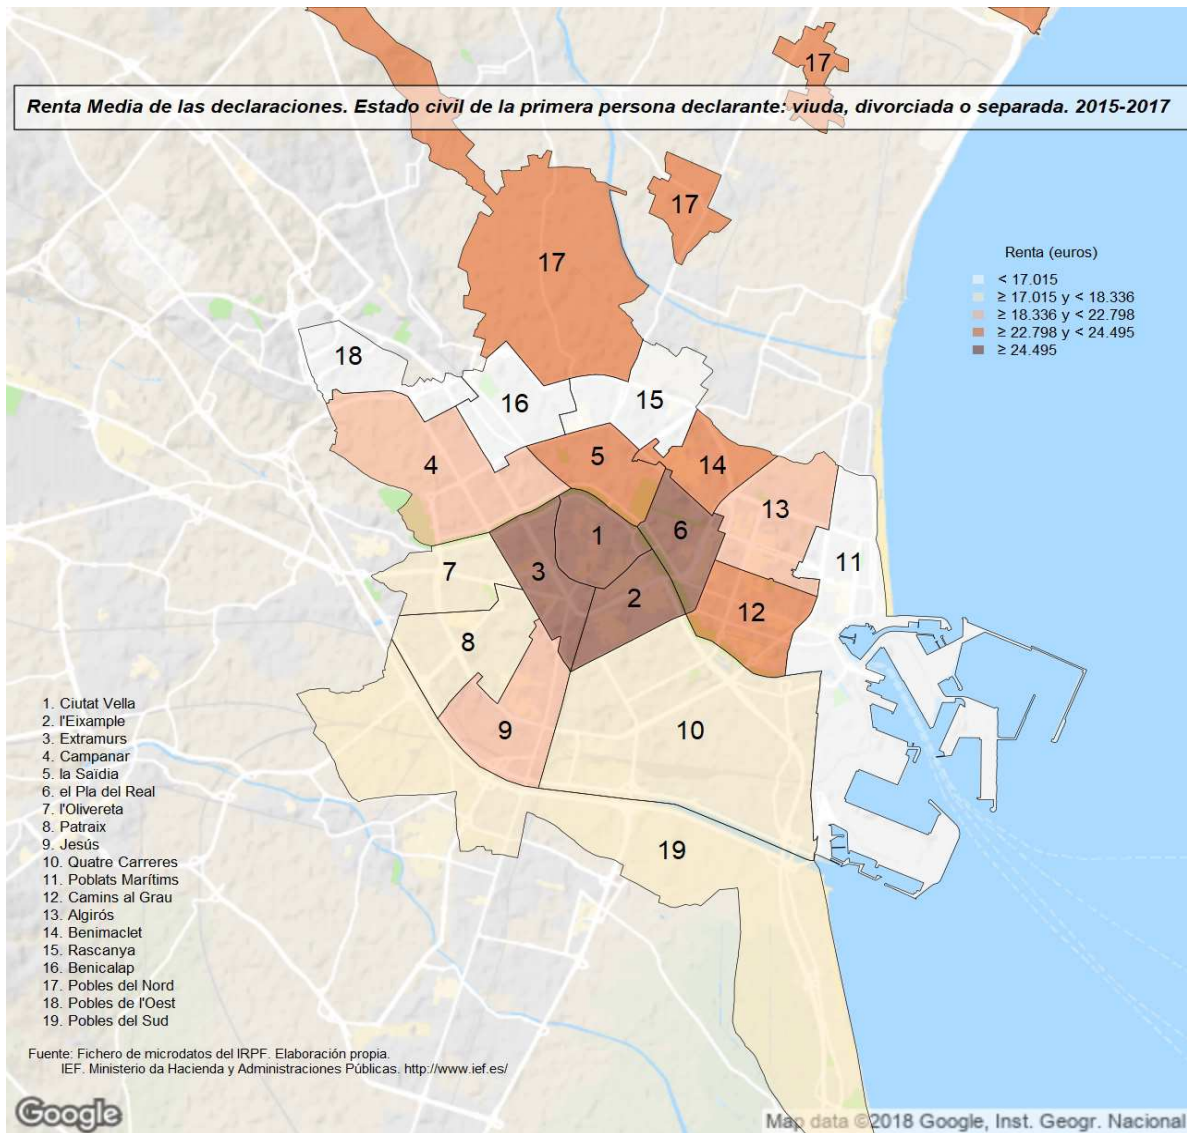 17
Renta Media de las declaraciones. Estado civil de la primera persona declarante: viuda, divorciada o separada. 2015-2017
17
17
Renta (euros)
< 17.015
≥ 17.015 y < 18.336
≥ 18.336 y < 22.798
≥ 22.798 y < 24.495
≥ 24.495
18
16
15
4
5
14
13
6
1
11
3
7
2
12
8
9
10
19
1. Ciutat Vella
2. l'Eixample
3. Extramurs
4. Campanar
5. la Saïdia
6. el Pla del Real
7. l'Olivereta
8. Patraix
9. Jesús
10. Quatre Carreres
11. Poblats Marítims
12. Camins al Grau
13. Algirós
14. Benimaclet
15. Rascanya
16. Benicalap
17. Pobles del Nord
18. Pobles de l'Oest
19. Pobles del Sud
Fuente: Fichero de microdatos del IRPF. Elaboración propia.
IEF. Ministerio da Hacienda y Administraciones Públicas. http://www.ief.es/
Google
Map data ©2018 Google, Inst. Geogr. Nacional